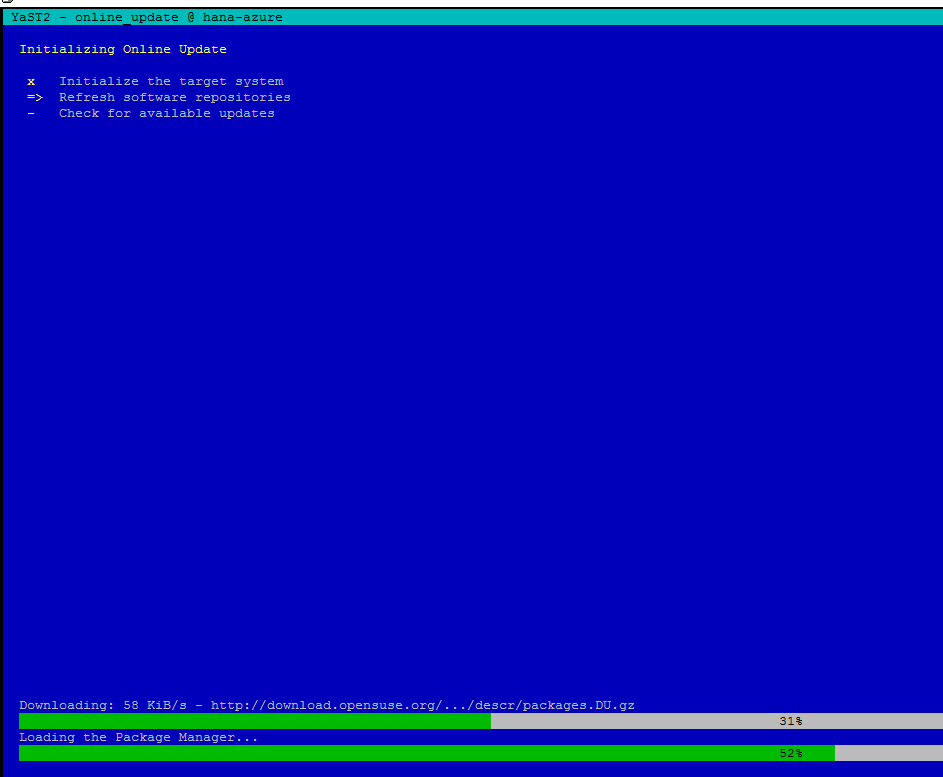 YaST2 - online_update @ hana-azure
Initializing Online Update
x Initialize the target system
=> Refresh software repositories
- Check for available updates
Downloading: 58 KiB/s - http://download.opensuse.org/.../descr/packages.DU.gz
31%
Loading the Package Manager...
52%